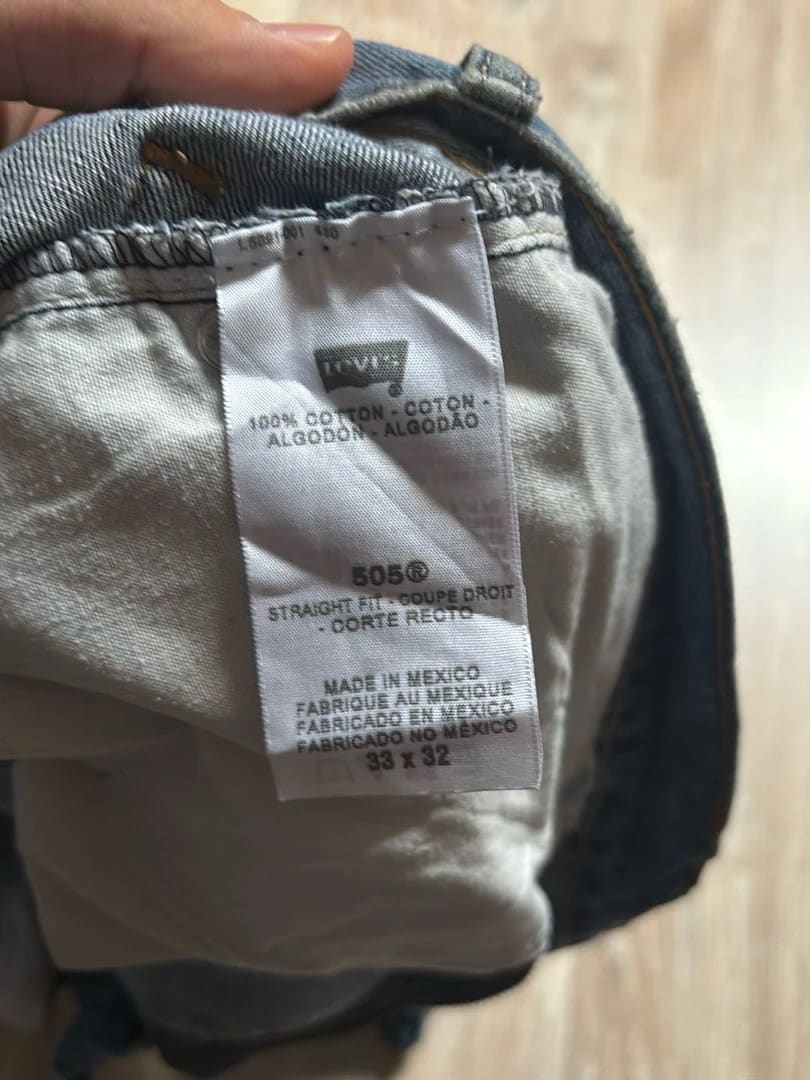 Levi's
100% COTTON - COTON -
ALGODÓN - ALGODÃO
505®
STRAIGHT FIT - COUPE DROIT
- CORTE RECTO
MADE IN MEXICO
FABRIQUE AU MEXIQUE
FABRICADO EN MÉXICO
FABRICADO NO MÉXICO
33 x 32